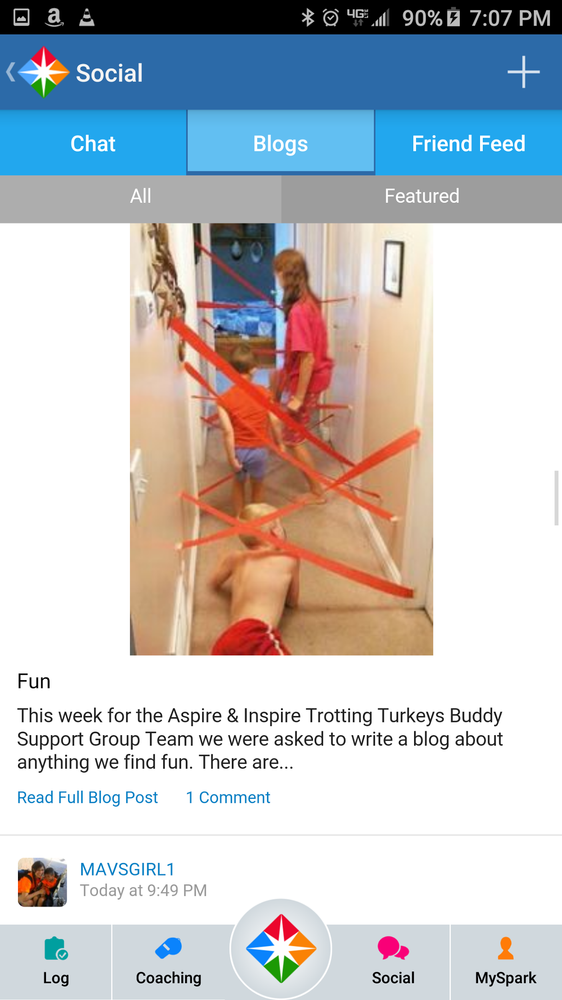 90% 7:07 PM
Social
Chat Blogs Friend Feed
All Featured
Fun
This week for the Aspire & Inspire Trotting Turkeys Buddy
Support Group Team we were asked to write a blog about
anything we find fun. There are...
Read Full Blog Post 1 Comment
MAVSGIRL1
Today at 9:49 PM
Log Coaching Social MySpark